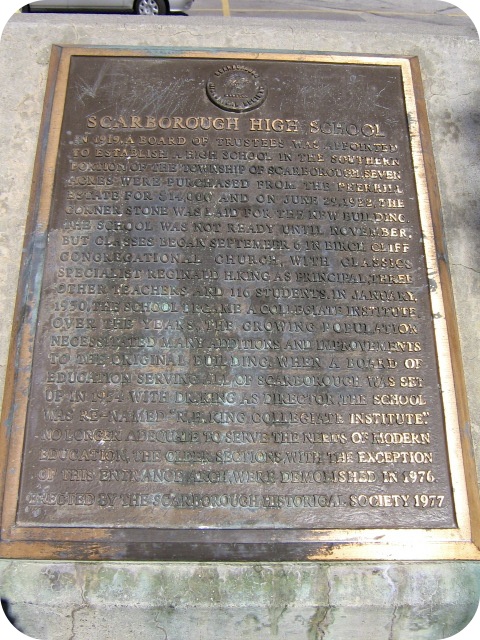 SCARBOROUGH HIGH SCHOOL
IN 1919, A BOARD OF TRUSTEES WAS APPOINTED
TO ESTABLISH A HIGH SCHOOL IN THE SOUTHERN
PORTION OF THE TOWNSHIP OF SCARBOROUGH. SEVEN
ACRES WERE PURCHASED FROM THE
ESTATE FOR $14,000 AND ON JUNE 29, 1922, THE
CORNER STONE WAS LAID FOR THE NEW BUILDING.
THE SCHOOL WAS NOT READY UNTIL NOVEMBER,
BUT CLASSES BEGAN SEPTEMBER 6 IN BIRCH CLIFF
CONGREGATIONAL CHURCH, WITH CLASSICS
SPECIALIST REGINALD H. KING AS PRINCIPAL, THREE
OTHER TEACHERS, AND 116 STUDENTS. IN JANUARY,
1930, THE SCHOOL BECAME A COLLEGIATE INSTITUTE.
OVER THE YEARS, THE GROWING POPULATION
NECESSITATED MANY ADDITIONS AND IMPROVEMENTS
TO THE ORIGINAL BUILDING. WHEN A BOARD OF
EDUCATION SERVING ALL OF SCARBOROUGH WAS SET
UP IN 1954 WITH DR. KING AS DIRECTOR, THE SCHOOL
WAS RE-NAMED "R.H. KING COLLEGIATE INSTITUTE".
NO LONGER ADEQUATE TO SERVE THE NEEDS OF MODERN
EDUCATION, THE OLDER SECTIONS, WITH THE EXCEPTION
OF THIS ENTRANCE ARCH, WERE DEMOLISHED IN 1976.
ERECTED BY THE SCARBOROUGH HISTORICAL SOCIETY 1977